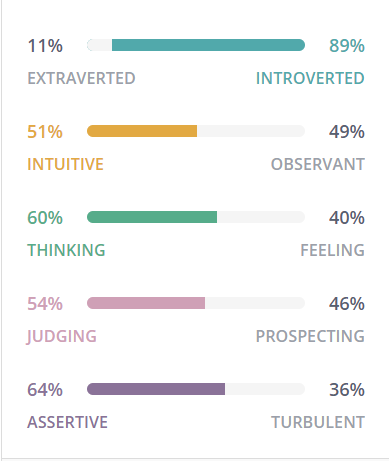 11% 89%
EXTRAVERTED INTROVERTED
51% 49%
INTUITIVE OBSERVANT
60% 40%
THINKING FEELING
54% 46%
JUDGING PROSPECTING
64% 36%
ASSERTIVE TURBULENT